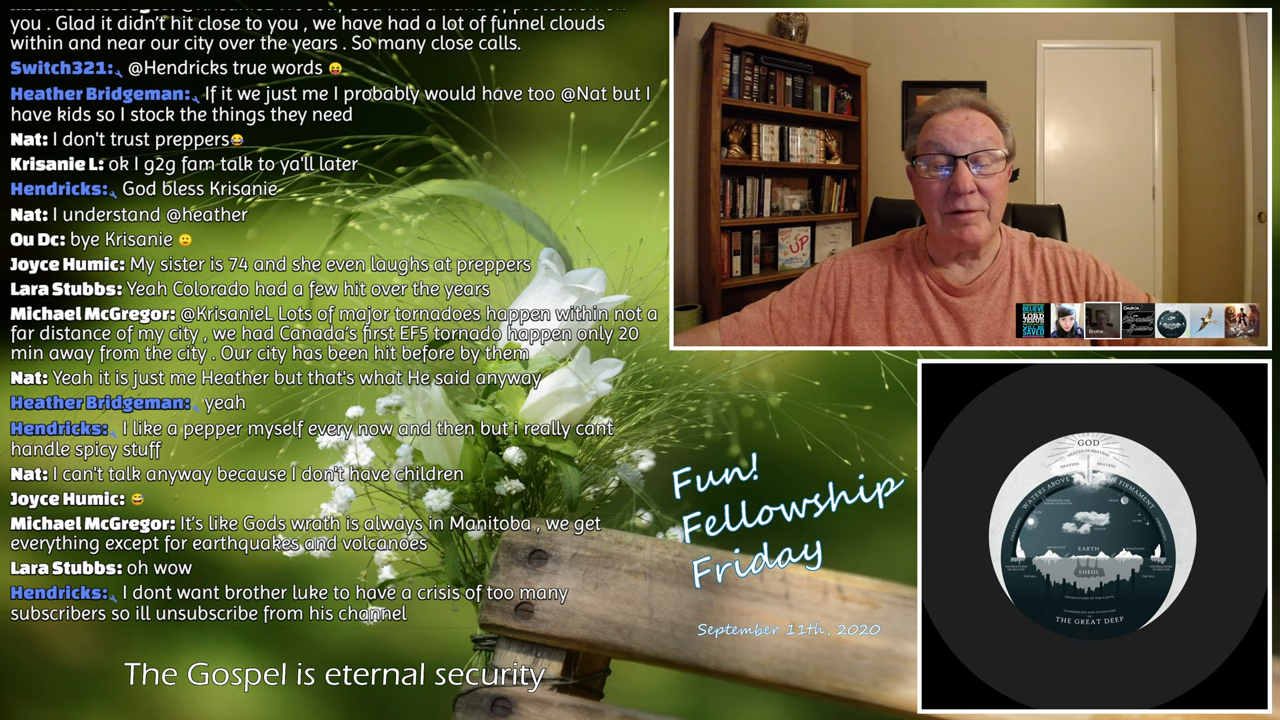 you . Glad it didn't hit close to you , we have had a lot of funnel clouds
within and near our city over the years . So many close calls.
Switch321: @Hendricks true words 😝
Heather Bridgeman: If it we just me I probably would have too @Nat but I
have kids so I stock the things they need
Nat: I don't trust preppers😂
Krisanie L: ok I g2g fam talk to ya'll later
Hendricks: God bless Krisanie
Nat: I understand @heather
Ou Dc: bye Krisanie 🙂
Joyce Humic: My sister is 74 and she even laughs at preppers
Lara Stubbs: Yeah Colorado had a few hit over the years
Michael McGregor: @KrisanieL Lots of major tornadoes happen within not a
far distance of my city , we had Canada's first EF5 tornado happen only 20
min away from the city . Our city has been hit before by them
Nat: Yeah it is just me Heather but that's what He said anyway
Heather Bridgeman: yeah
Hendricks: I like a pepper myself every now and then but i really cant
handle spicy stuff
Nat: I can't talk anyway because I don't have children
Joyce Humic: 😅
Michael McGregor: It's like Gods wrath is always in Manitoba , we get
everything except for earthquakes and volcanoes
Lara Stubbs: oh wow
Hendricks: I dont want brother luke to have a crisis of too many
subscribers so ill unsubscribe from his channel
The Gospel is eternal security
Fun!
Fellowship
Friday
September 11th, 2020
UP
BELIEVE
LORD
JESUS
SAVED
CHURCH
GOD
HEAVENS HEAVENS
WATERS ABOVE THE FIRMAMENT
EARTH
SHEOL
THE GREAT DEEP